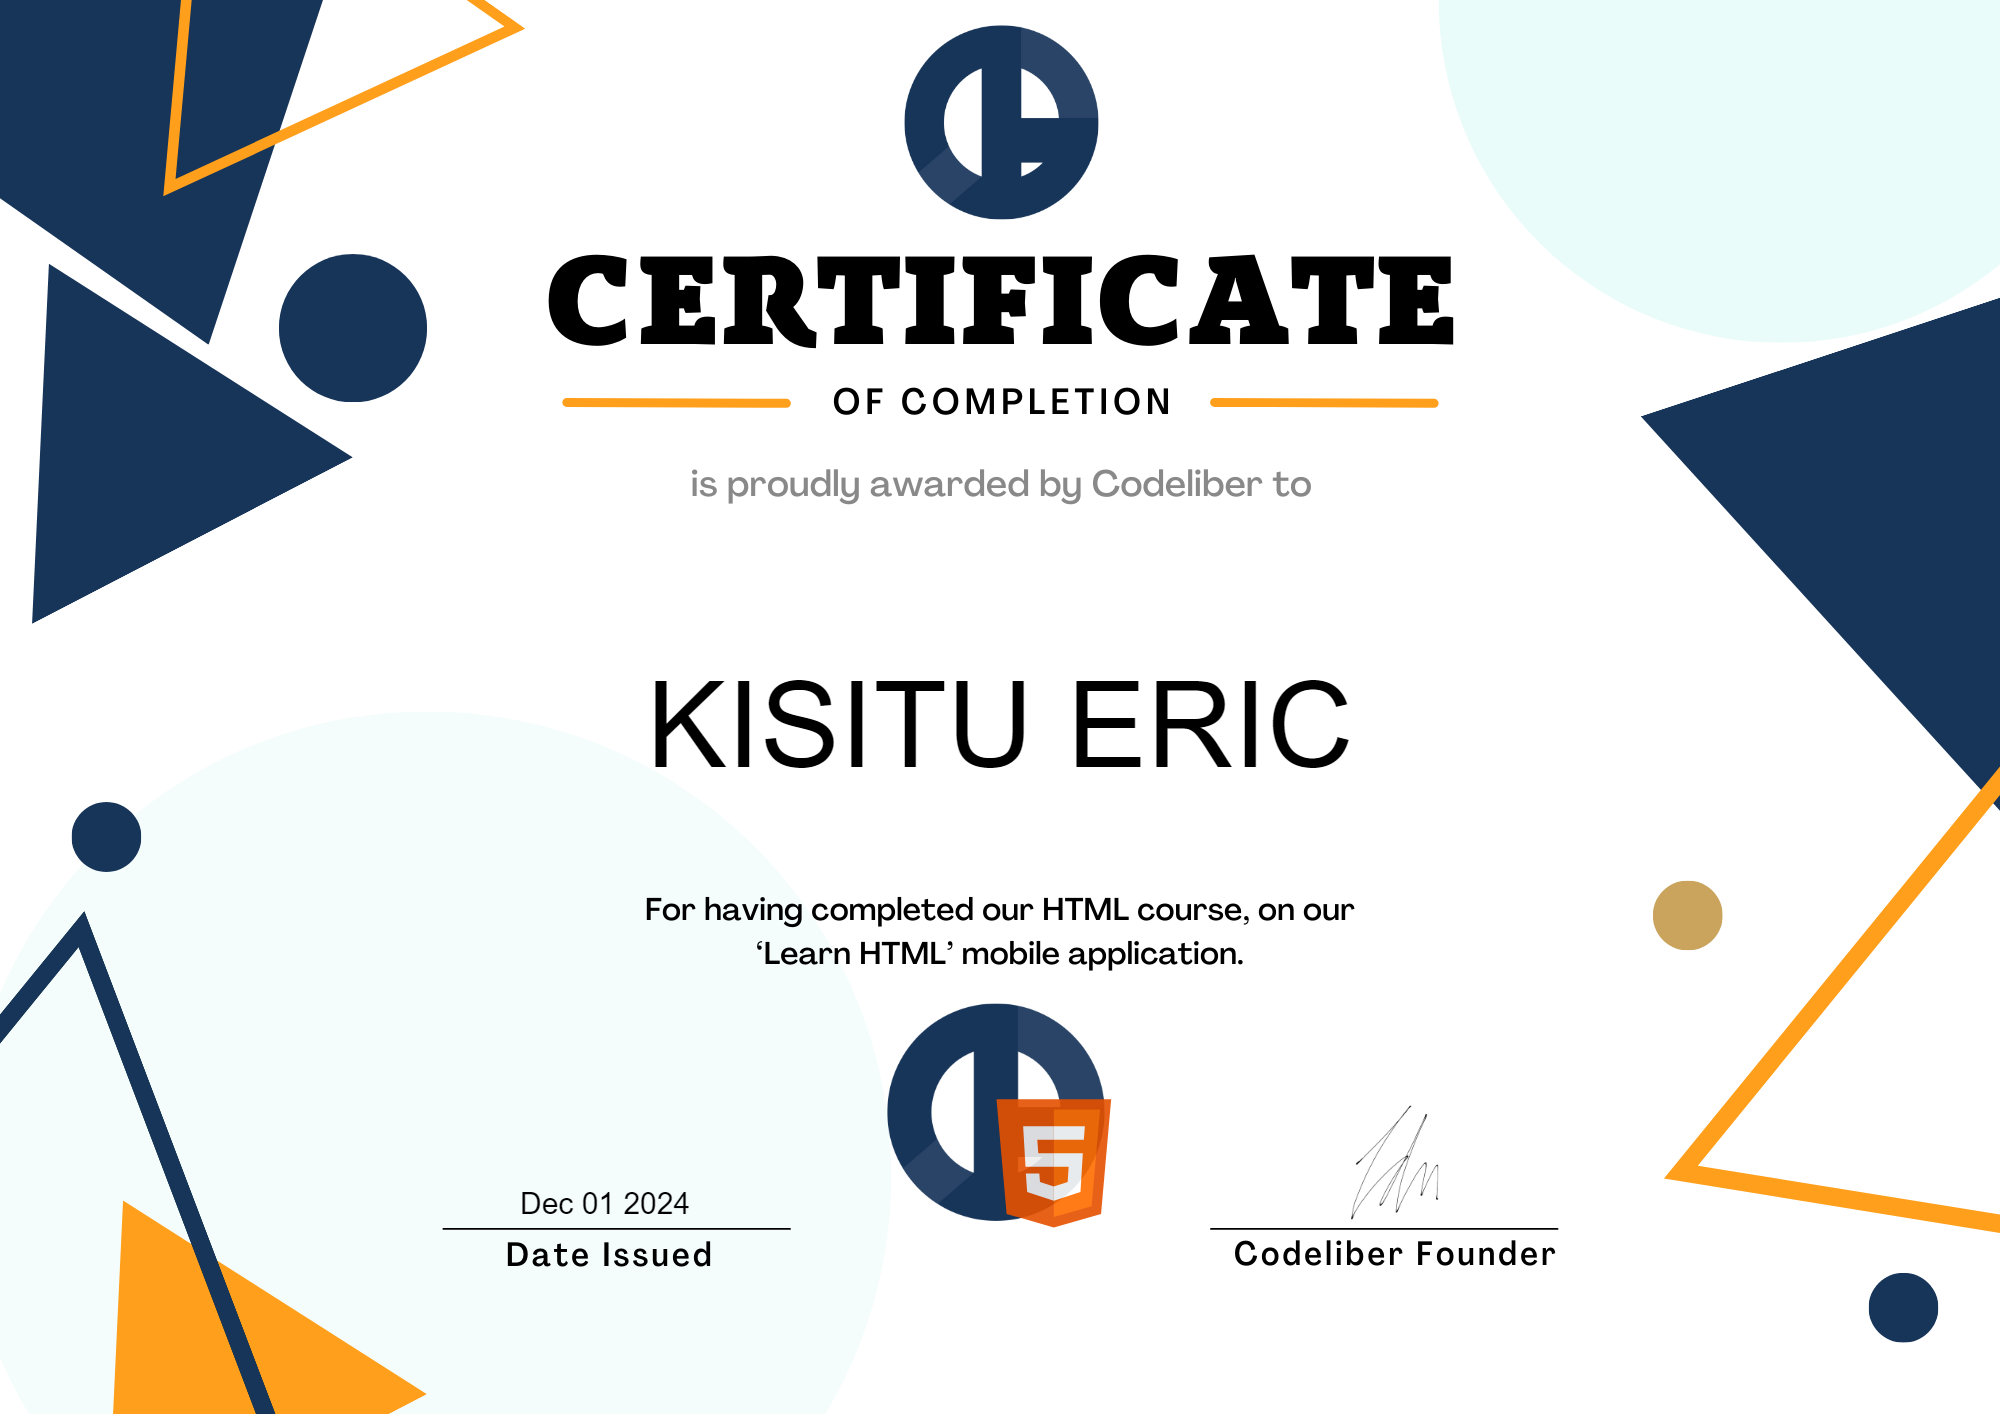 CERTIFICATE
OF COMPLETION
is proudly awarded by Codeliber to
KISITU ERIC
For having completed our HTML course, on our
‘Learn HTML’ mobile application.
5
Dec 01 2024
Date Issued
Codeliber Founder